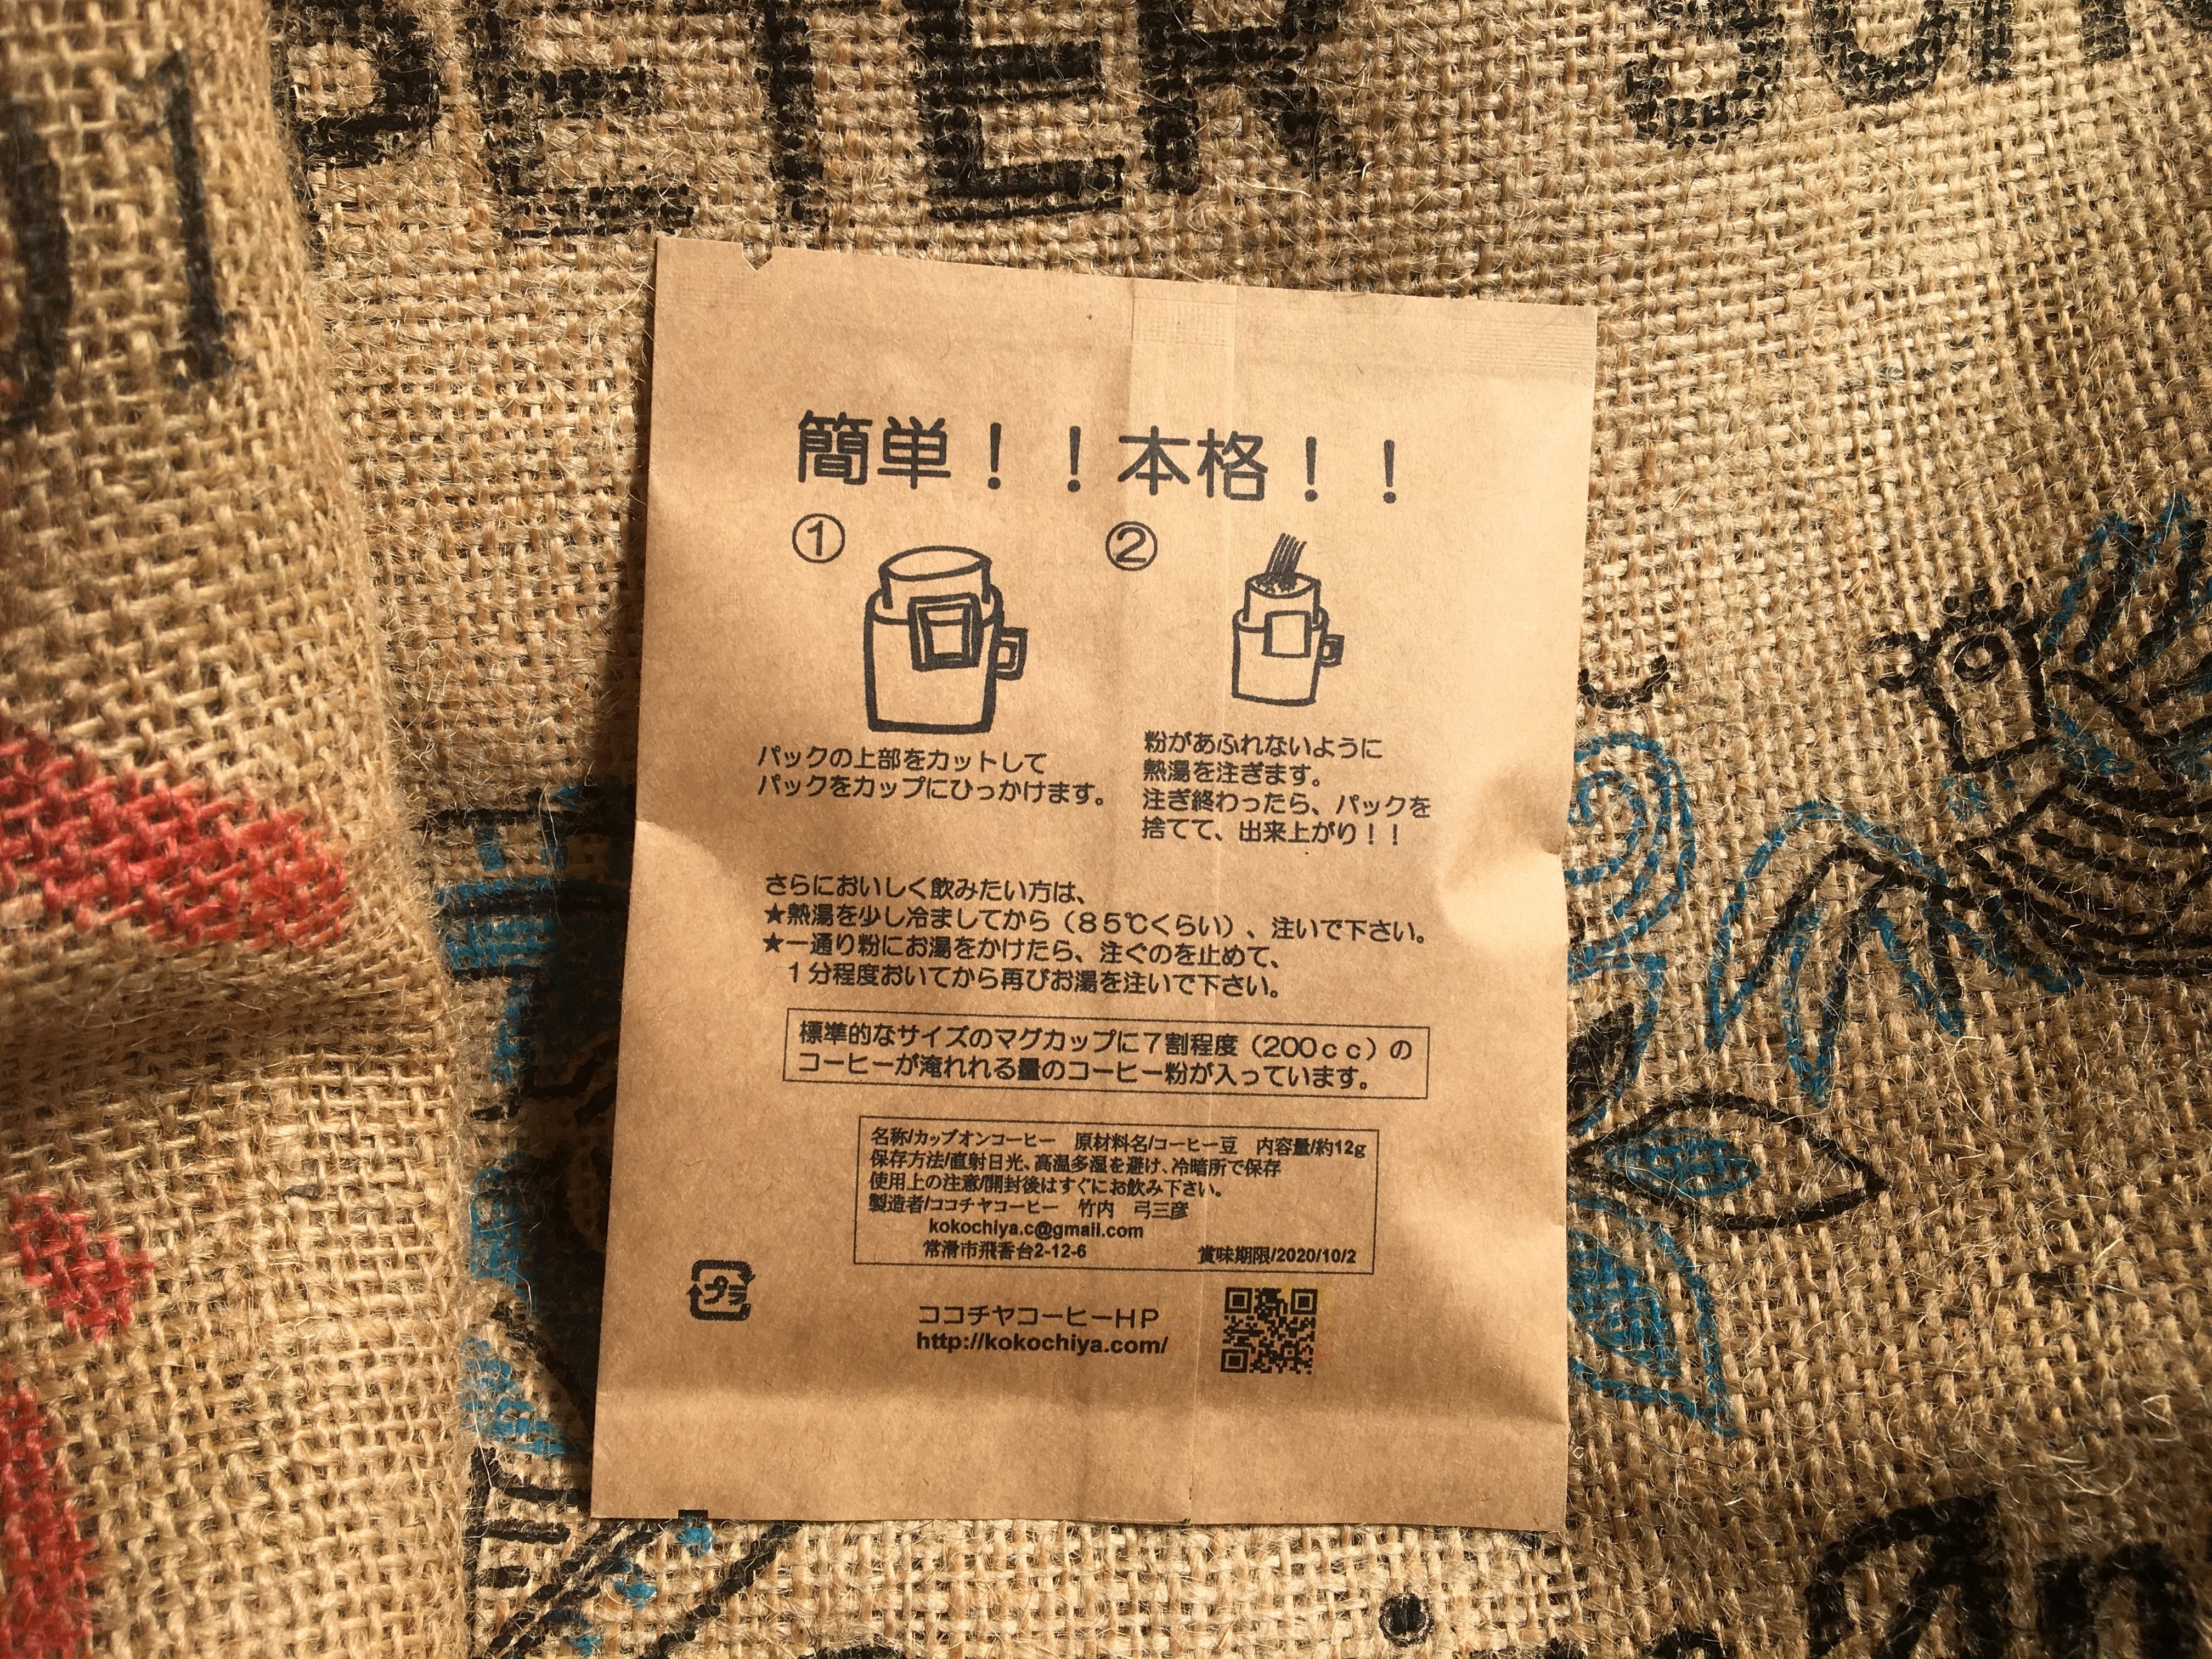 簡単！！本格！！
① ②
パックの上部をカットして
パックをカップにひっかけます。
粉があふれないように
熱湯を注ぎます。
注ぎ終わったら、パックを
捨てて、出来上がり！！
さらにおいしく飲みたい方は、
★熱湯を少し冷ましてから（８５℃くらい）、注いで下さい。
★一通り粉にお湯をかけたら、注ぐのを止めて、
１分程度おいてから再びお湯を注いで下さい。
標準的なサイズのマグカップに７割程度（２００ｃｃ）の
コーヒーが淹れれる量のコーヒー粉が入っています。
名称/カップオンコーヒー　原材料名/コーヒー豆　内容量/約12g
保存方法/直射日光、高温多湿を避け、冷暗所で保存
使用上の注意/開封後はすぐにお飲み下さい。
製造者/ココチヤコーヒー　竹内　弓三彦
kokochiya.c@gmail.com
常滑市飛香台2-12-6　賞味期限/2020/10/2
プラ
ココチヤコーヒーＨＰ
http://kokochiya.com/